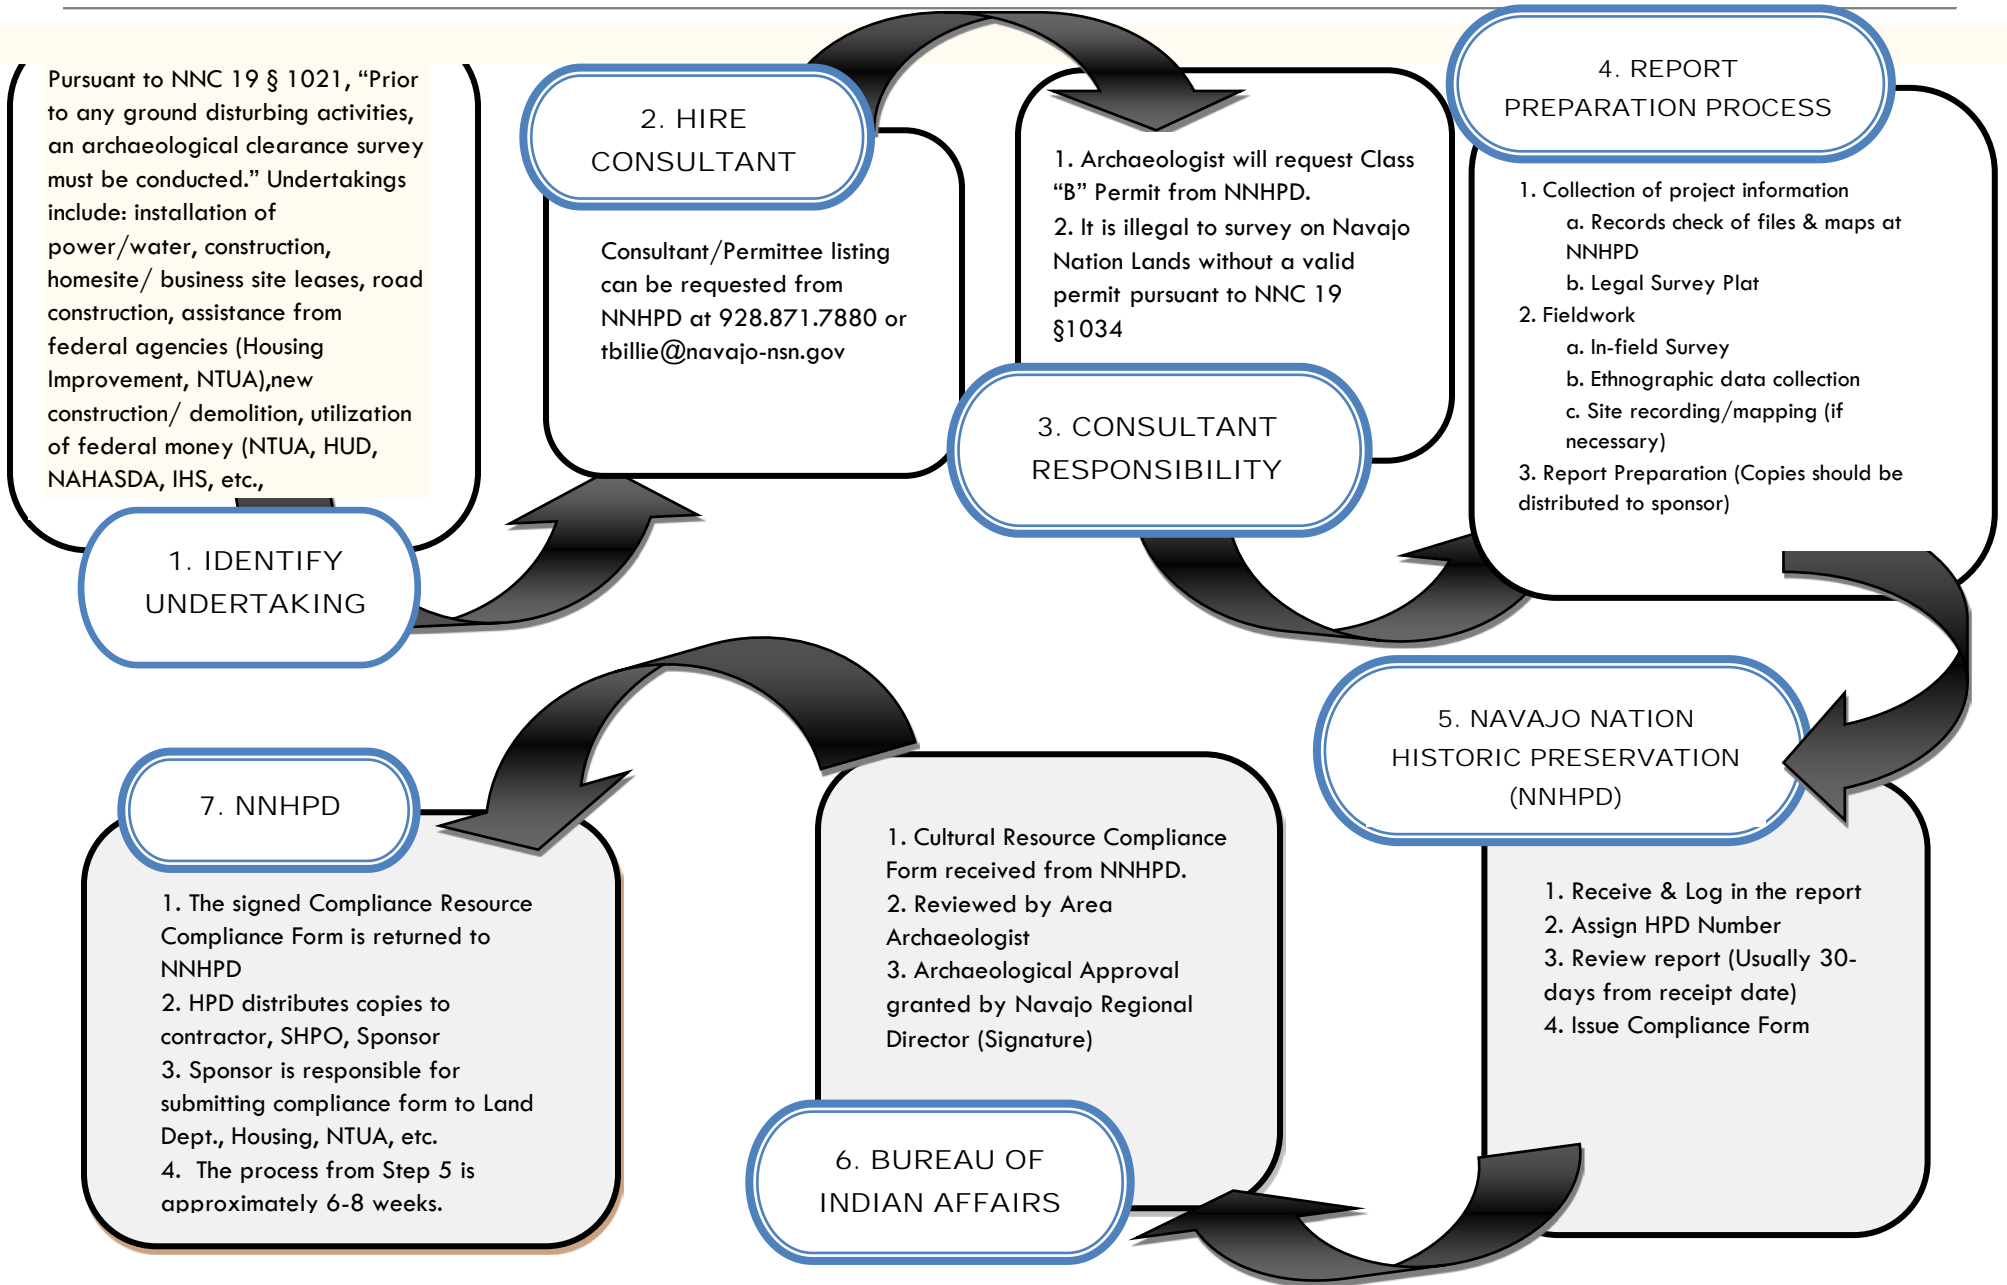 Pursuant to NNC 19 § 1021, “Prior
to any ground disturbing activities,
an archaeological clearance survey
must be conducted.” Undertakings
include: installation of
power/water, construction,
homesite/ business site leases, road
construction, assistance from
federal agencies (Housing
Improvement, NTUA),new
construction/ demolition, utilization
of federal money (NTUA, HUD,
NAHASDA, IHS, etc.,
1. IDENTIFY
UNDERTAKING
2. HIRE
CONSULTANT
Consultant/Permittee listing
can be requested from
NNHPD at 928.871.7880 or
tbillie@navajo-nsn.gov
1. Archaeologist will request Class
“B” Permit from NNHPD.
2. It is illegal to survey on Navajo
Nation Lands without a valid
permit pursuant to NNC 19
§1034
3. CONSULTANT
RESPONSIBILITY
4. REPORT
PREPARATION PROCESS
1. Collection of project information
a. Records check of files & maps at
NNHPD
b. Legal Survey Plat
2. Fieldwork
a. In-field Survey
b. Ethnographic data collection
c. Site recording/mapping (if
necessary)
3. Report Preparation (Copies should be
distributed to sponsor)
5. NAVAJO NATION
HISTORIC PRESERVATION
(NNHPD)
1. Receive & Log in the report
2. Assign HPD Number
3. Review report (Usually 30-
days from receipt date)
4. Issue Compliance Form
1. Cultural Resource Compliance
Form received from NNHPD.
2. Reviewed by Area
Archaeologist
3. Archaeological Approval
granted by Navajo Regional
Director (Signature)
6. BUREAU OF
INDIAN AFFAIRS
7. NNHPD
1. The signed Compliance Resource
Compliance Form is returned to
NNHPD
2. HPD distributes copies to
contractor, SHPO, Sponsor
3. Sponsor is responsible for
submitting compliance form to Land
Dept., Housing, NTUA, etc.
4. The process from Step 5 is
approximately 6-8 weeks.